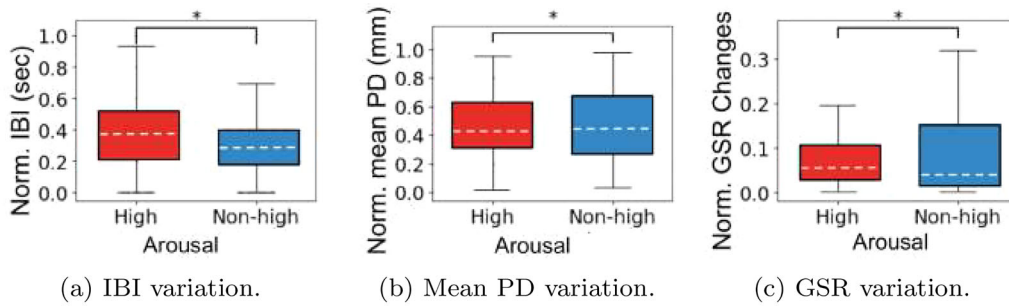 Norm. IBI (sec)
1.0
0.8
0.6
0.4
0.2
0.0
*
High Non-high
Arousal
(a) IBI variation.
Norm. mean PD (mm)
1.0
0.8
0.6
0.4
0.2
0.0
*
High Non-high
Arousal
(b) Mean PD variation.
Norm. GSR Changes
0.3
0.2
0.1
0.0
*
High Non-high
Arousal
(c) GSR variation.